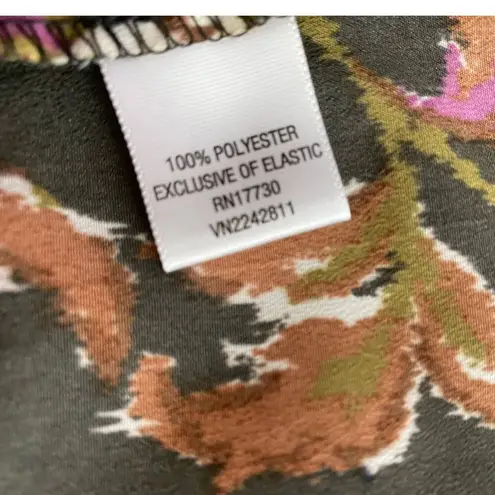 100% POLYESTER
EXCLUSIVE OF ELASTIC
RN17730
VN2242811